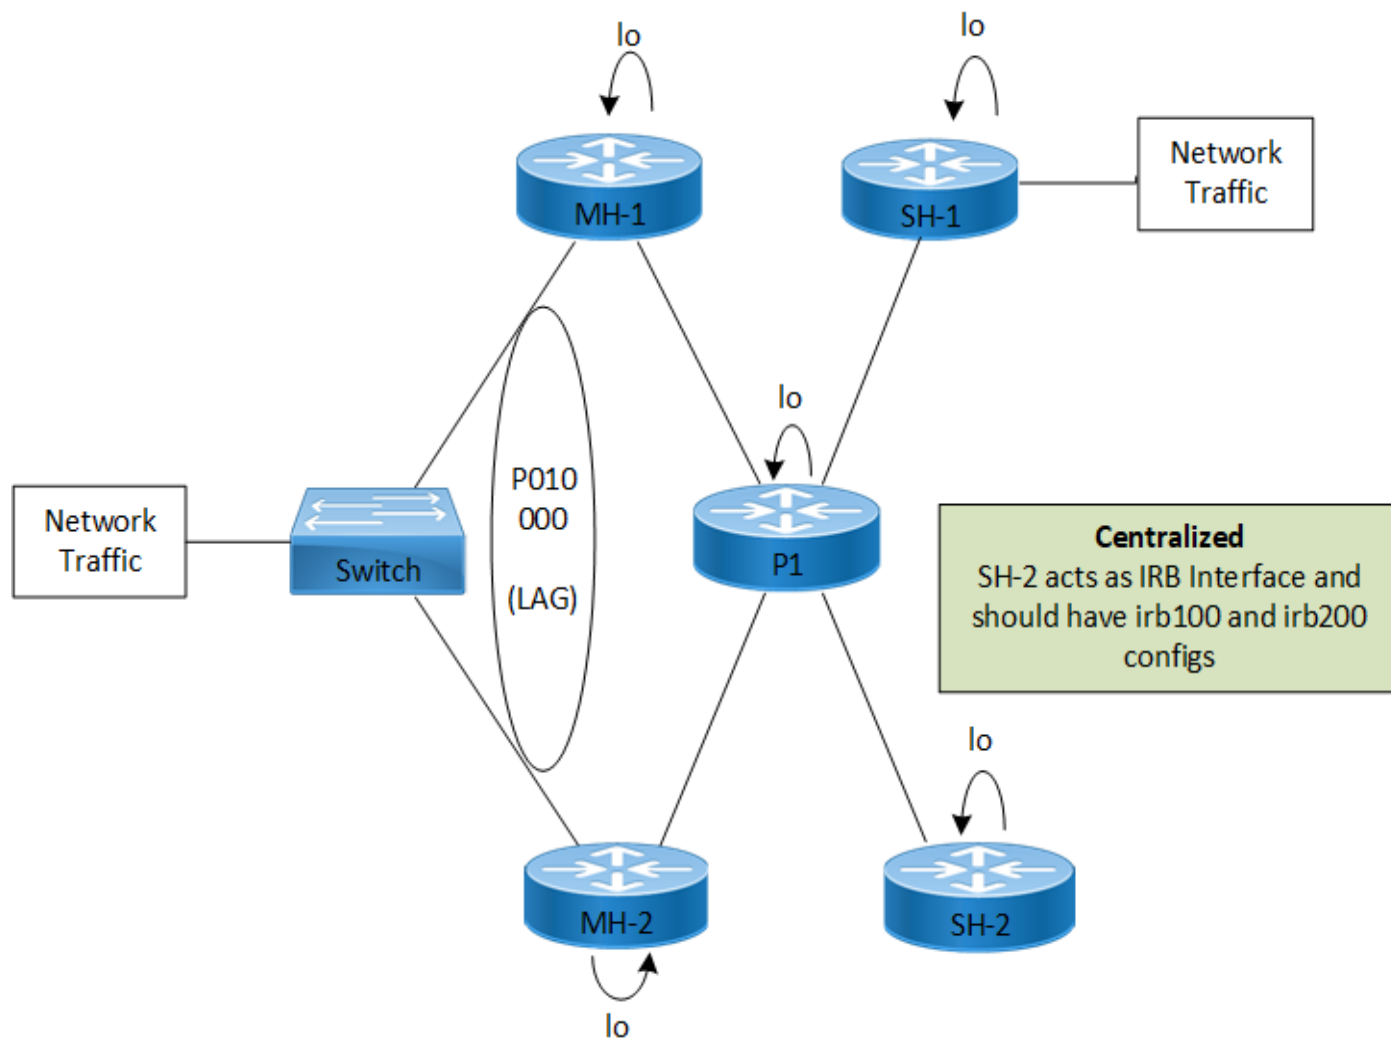 lo
lo
MH-1
SH-1
Network
Traffic
lo
P010
000
(LAG)
Network
Traffic
Switch
P1
Centralized
SH-2 acts as IRB Interface and
should have irb100 and irb200
configs
lo
MH-2
SH-2
lo